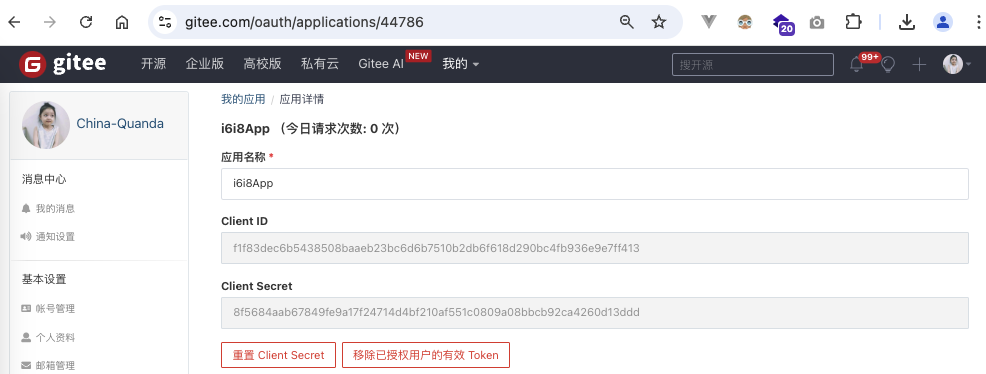 gitee.com/oauth/applications/44786
20
gitee 开源 企业版 高校版 私有云 Gitee AI NEW 我的 搜开源 99+
China-Quanda
消息中心
我的消息
通知设置
基本设置
帐号管理
个人资料
邮箱管理
我的应用 / 应用详情
i6i8App （今日请求次数: 0 次）
应用名称 *
i6i8App
Client ID
f1f83dec6b5438508baaeb23bc6d6b7510b2db6f618d290bc4fb936e9e7ff413
Client Secret
8f5684aab67849fe9a17f24714d4bf210af551c0809a08bbcb92ca4260d13ddd
重置 Client Secret 移除已授权用户的有效 Token